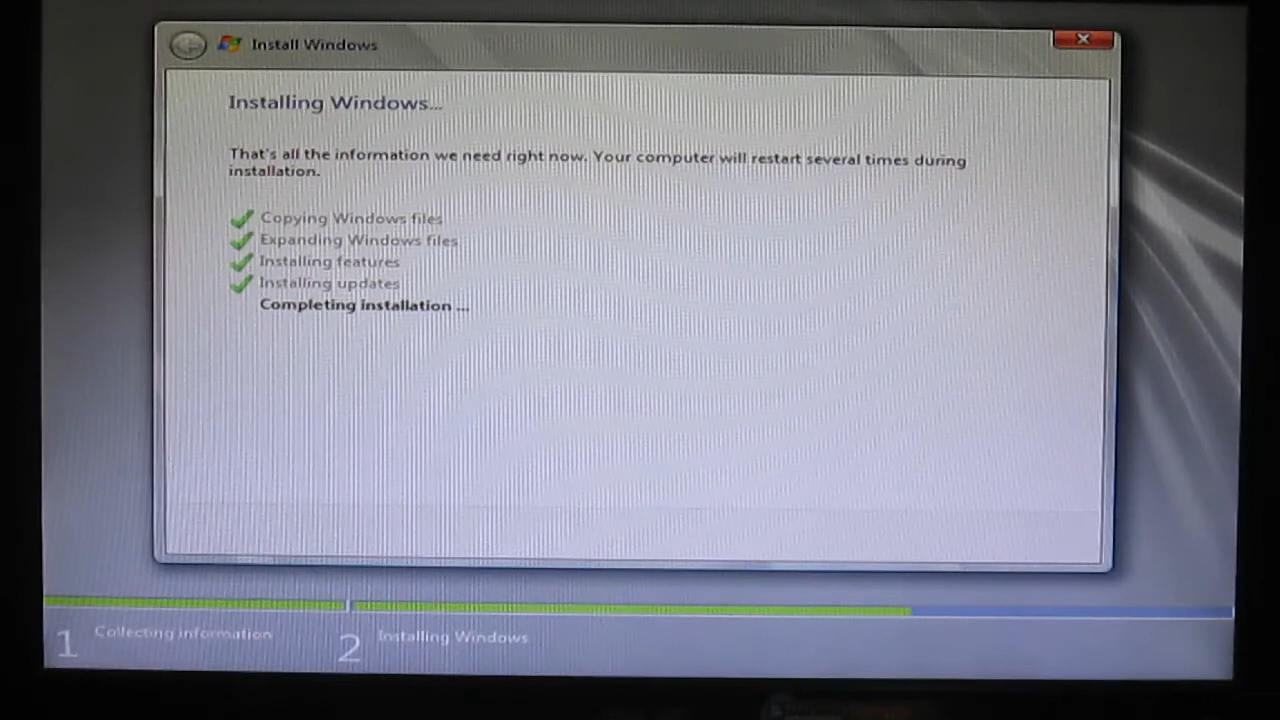 Install Windows
Installing Windows...
That's all the information we need right now. Your computer will restart several times during
installation.
Copying Windows files
Expanding Windows files
Installing features
Installing updates
Completing installation ...
1 Collecting information
2 Installing Windows